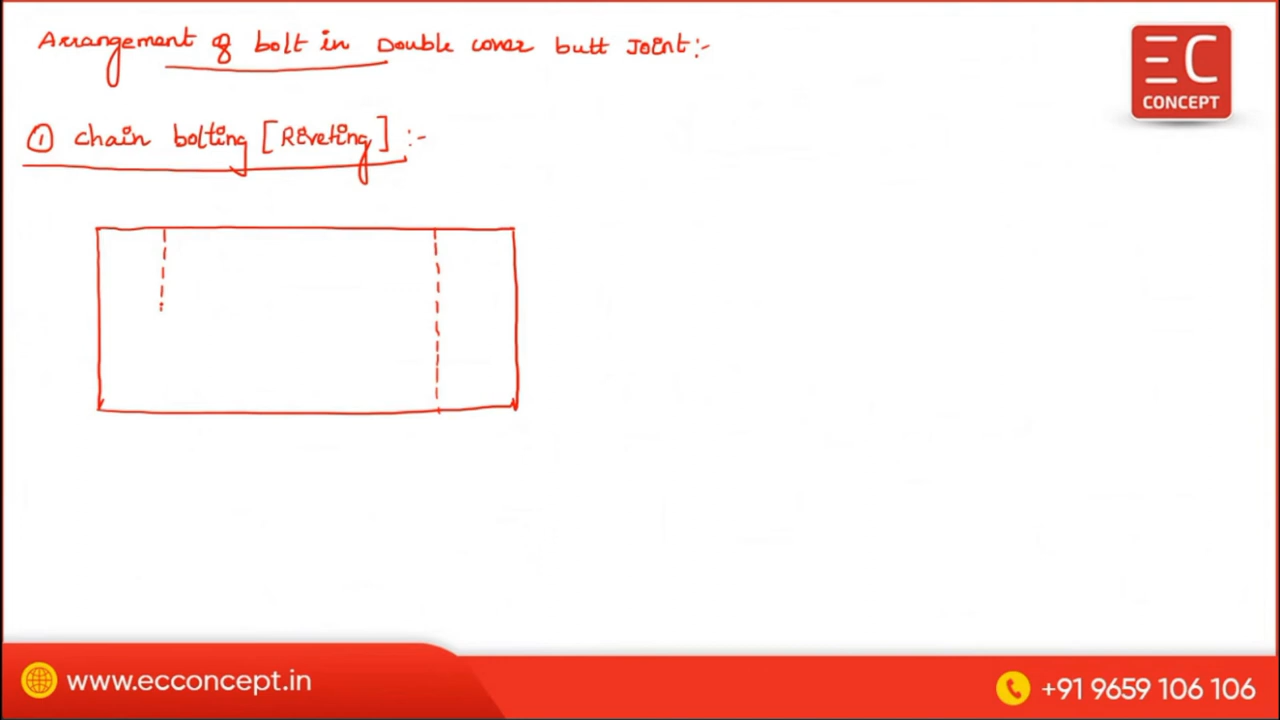 Arrangement of bolt in Double cover butt Joint:-
EC
CONCEPT
① chain bolting [Riveting] :-
www.ecconcept.in
+91 9659 106 106